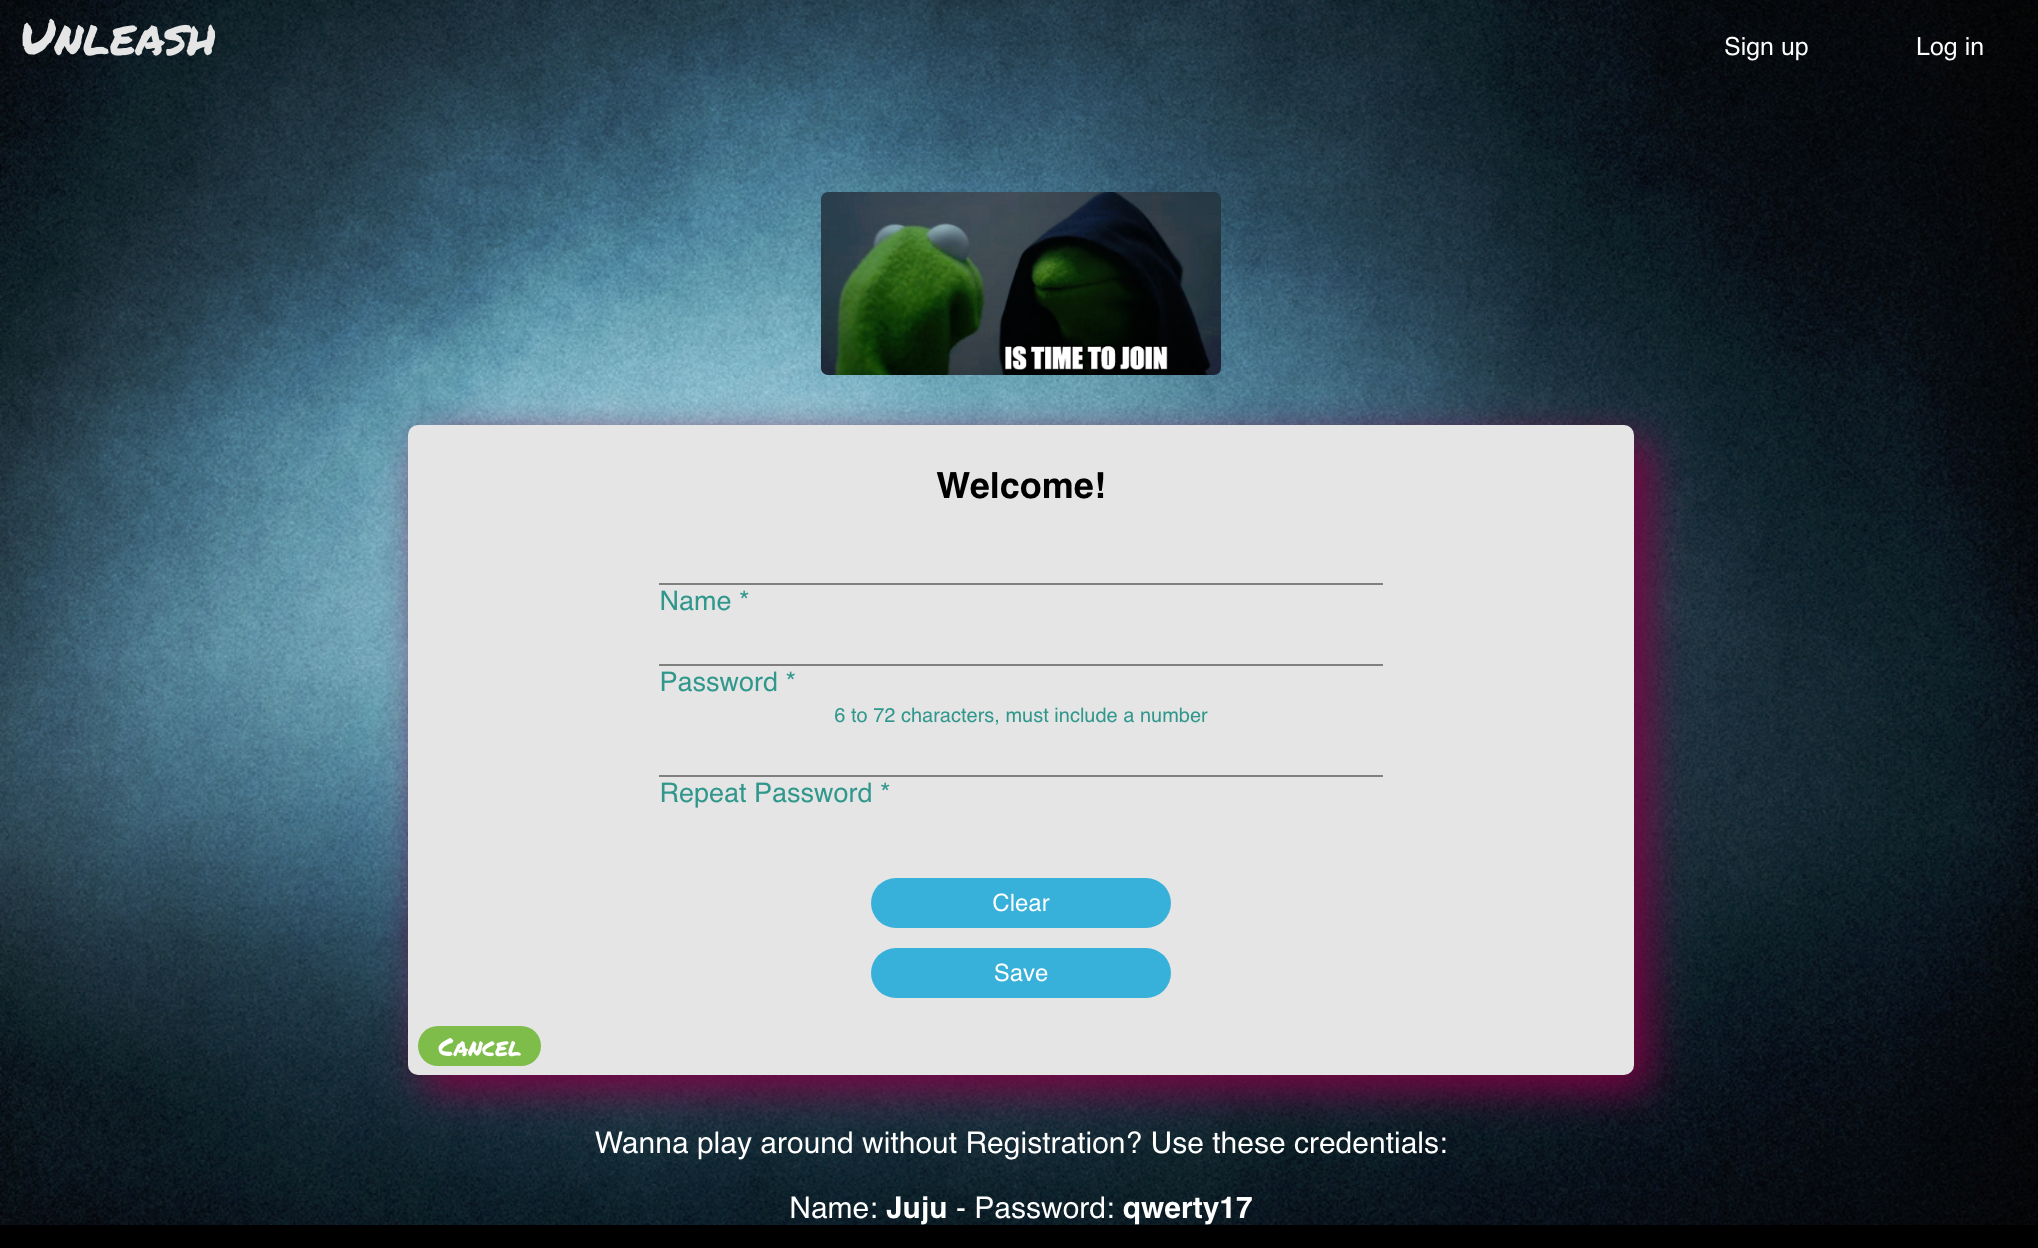 Unleash
Sign up
Log in
IS TIME TO JOIN
Welcome!
Name *
Password *
6 to 72 characters, must include a number
Repeat Password *
Clear
Save
Cancel
Wanna play around without Registration? Use these credentials:
Name: Juju - Password: qwerty17